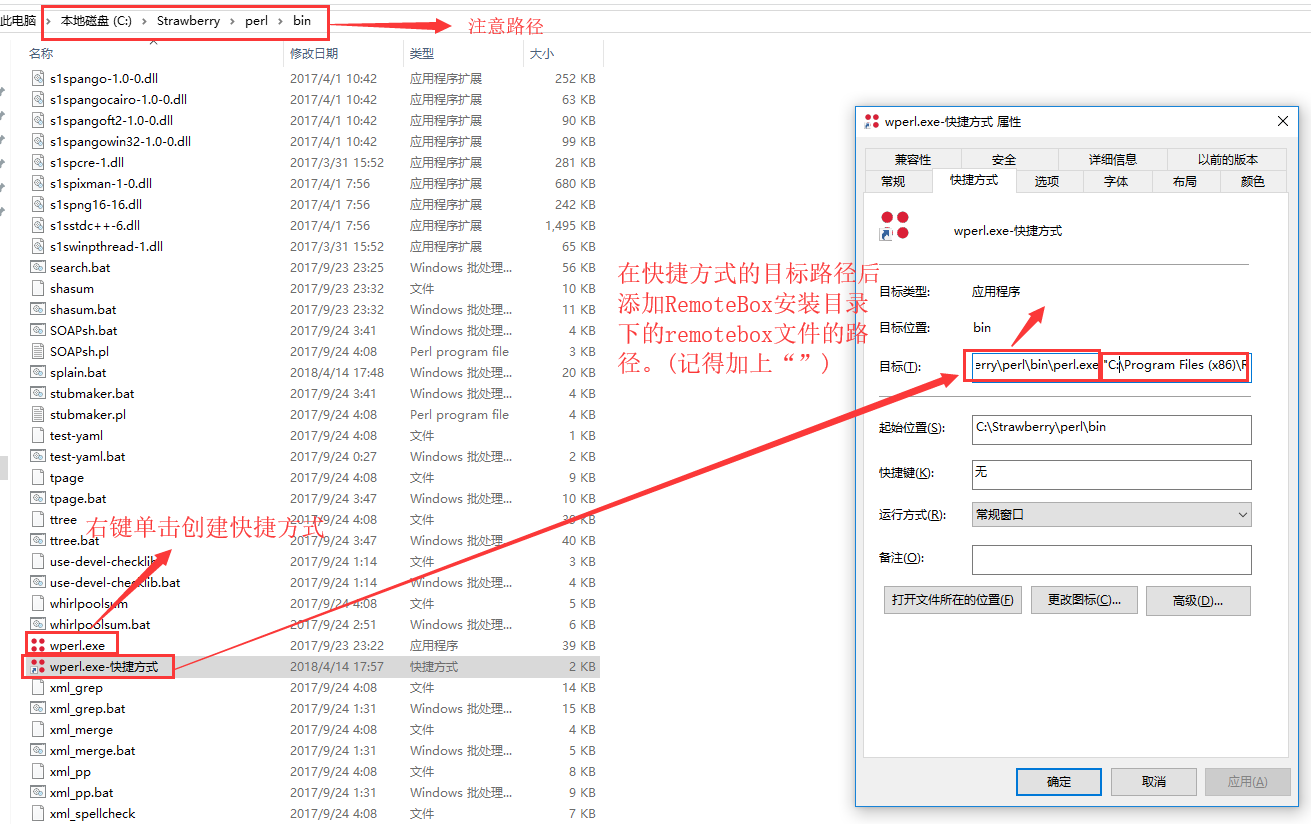 此电脑 › 本地磁盘 (C:) › Strawberry › perl › bin
注意路径
名称 修改日期 类型 大小
s1spango-1.0-0.dll 2017/4/1 10:42 应用程序扩展 252 KB
s1spangocairo-1.0-0.dll 2017/4/1 10:42 应用程序扩展 63 KB
s1spangoft2-1.0-0.dll 2017/4/1 10:42 应用程序扩展 90 KB
s1spangowin32-1.0-0.dll 2017/4/1 10:42 应用程序扩展 99 KB
s1spcre-1.dll 2017/3/31 15:52 应用程序扩展 281 KB
s1spixman-1-0.dll 2017/4/1 7:56 应用程序扩展 680 KB
s1spng16-16.dll 2017/4/1 7:56 应用程序扩展 242 KB
s1sstdc++-6.dll 2017/4/1 7:56 应用程序扩展 1,495 KB
s1swinpthread-1.dll 2017/3/31 15:52 应用程序扩展 65 KB
search.bat 2017/9/23 23:25 Windows 批处理... 56 KB
shasum 2017/9/23 23:32 文件 10 KB
shasum.bat 2017/9/23 23:32 Windows 批处理... 11 KB
SOAPsh.bat 2017/9/24 3:41 Windows 批处理... 4 KB
SOAPsh.pl 2017/9/24 4:08 Perl program file 3 KB
splain.bat 2018/4/14 17:48 Windows 批处理... 20 KB
stubmaker.bat 2017/9/24 3:41 Windows 批处理... 4 KB
stubmaker.pl 2017/9/24 4:08 Perl program file 4 KB
test-yaml 2017/9/24 4:08 文件 1 KB
test-yaml.bat 2017/9/24 0:27 Windows 批处理... 2 KB
tpage 2017/9/24 4:08 文件 9 KB
tpage.bat 2017/9/24 3:47 Windows 批处理... 10 KB
ttree 2017/9/24 4:08 文件 39 KB
右键单击创建快捷方式
ttree.bat 2017/9/24 3:47 Windows 批处理... 40 KB
use-devel-checklib 2017/9/24 1:14 文件 3 KB
use-devel-checklib.bat 2017/9/24 1:14 Windows 批处理... 4 KB
whirlpoolsum 2017/9/24 4:08 文件 5 KB
whirlpoolsum.bat 2017/9/24 2:51 Windows 批处理... 6 KB
wperl.exe 2017/9/23 23:22 应用程序 39 KB
wperl.exe-快捷方式 2018/4/14 17:57 快捷方式 2 KB
xml_grep 2017/9/24 4:08 文件 14 KB
xml_grep.bat 2017/9/24 1:31 Windows 批处理... 15 KB
xml_merge 2017/9/24 4:08 文件 4 KB
xml_merge.bat 2017/9/24 1:31 Windows 批处理... 5 KB
xml_pp 2017/9/24 4:08 文件 8 KB
xml_pp.bat 2017/9/24 1:31 Windows 批处理... 9 KB
xml_spellcheck 2017/9/24 4:08 文件 7 KB
在快捷方式的目标路径后
添加RemoteBox安装目录
下的remotebox文件的路
径。(记得加上“”)
wperl.exe-快捷方式 属性
兼容性 安全 详细信息 以前的版本
常规 快捷方式 选项 字体 布局 颜色
wperl.exe-快捷方式
目标类型: 应用程序
目标位置: bin
目标(T): erry\perl\bin\perl.exe "C:\Program Files (x86)\F
起始位置(S): C:\Strawberry\perl\bin
快捷键(K): 无
运行方式(R): 常规窗口
备注(O):
打开文件所在的位置(F) 更改图标(C)... 高级(D)...
确定 取消 应用(A)